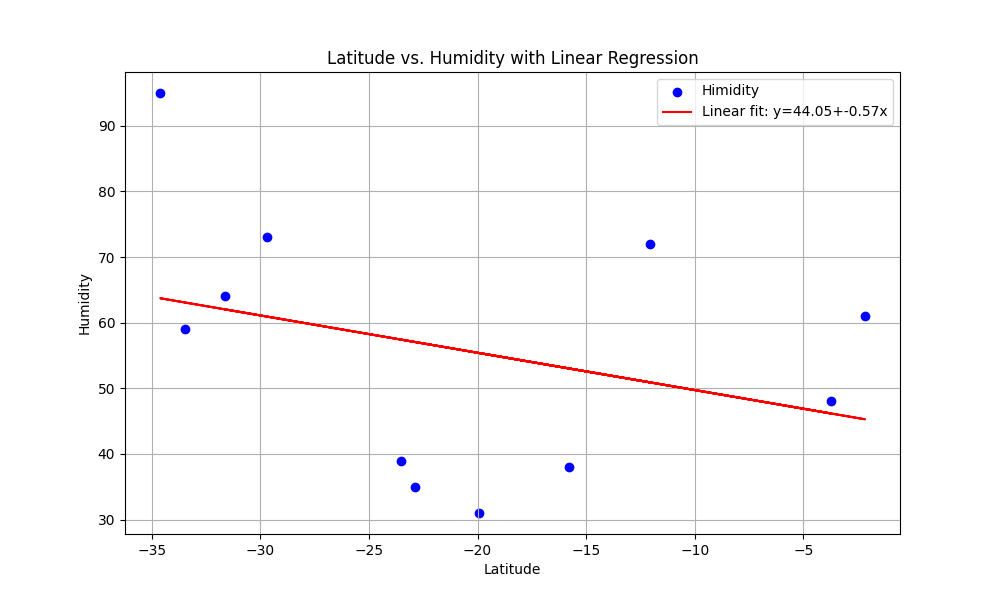 Latitude vs. Humidity with Linear Regression
Himidity
Linear fit: y=44.05+-0.57x
90
80
70
60
50
40
30
Humidity
−35
−30
−25
−20
−15
−10
−5
Latitude